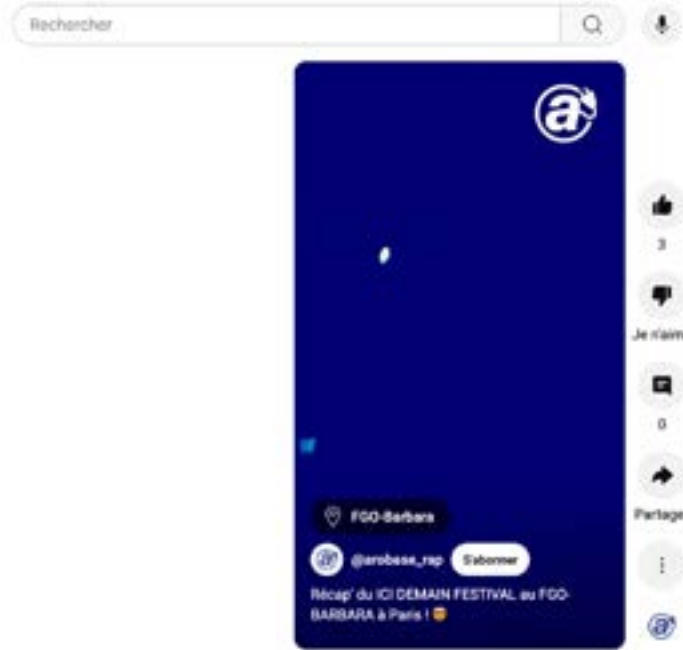 Rechercher
3
Je n'aim
0
Partage
FGO-Barbara
@arobase_rap S'abonner
Récap' du ICI DEMAIN FESTIVAL au FGO-
BARBARA à Paris !